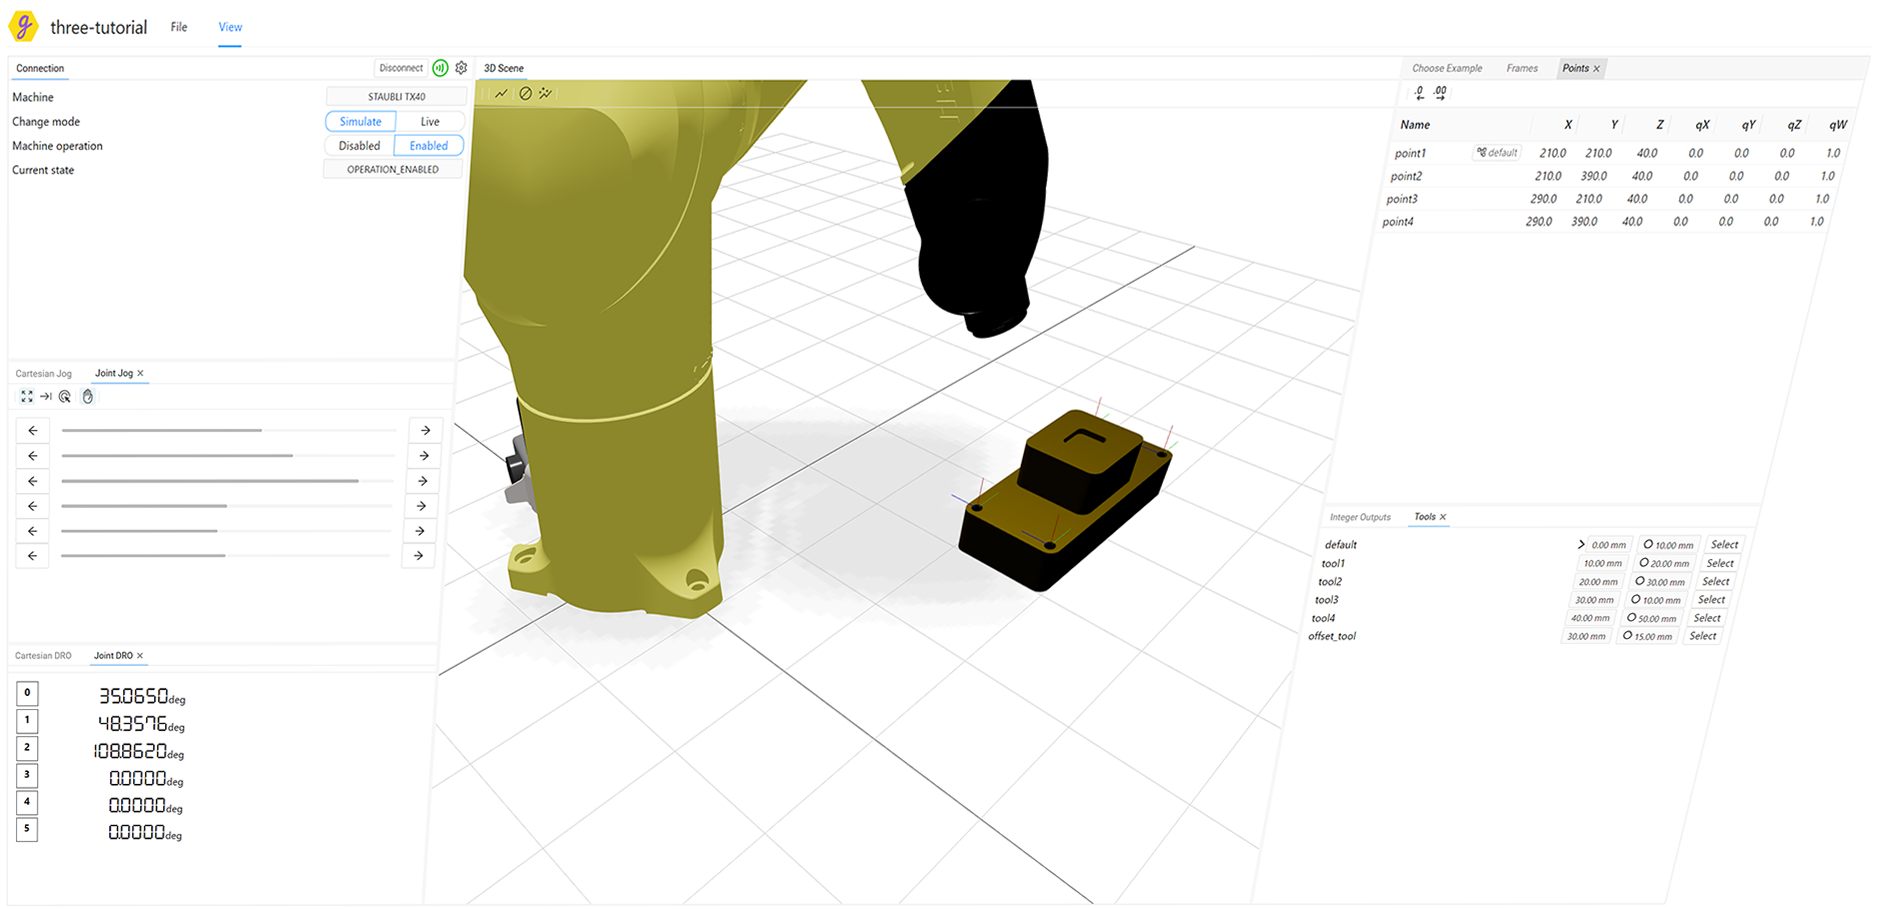 three-tutorial File View
Connection Disconnect
Machine STAUBLI TX40
Change mode Simulate Live
Machine operation Disabled Enabled
Current state OPERATION_ENABLED
Cartesian Jog Joint Jog
Cartesian DRO Joint DRO
0 35.0650deg
1 48.3576deg
2 108.8620deg
3 0.0000deg
4 0.0000deg
5 0.0000deg
3D Scene
Choose Example Frames Points
.0 .00
Name X Y Z qX qY qZ qW
point1 default 210.0 210.0 40.0 0.0 0.0 0.0 1.0
point2 210.0 390.0 40.0 0.0 0.0 0.0 1.0
point3 290.0 210.0 40.0 0.0 0.0 0.0 1.0
point4 290.0 390.0 40.0 0.0 0.0 0.0 1.0
Integer Outputs Tools
default 0.00 mm 10.00 mm Select
tool1 10.00 mm 20.00 mm Select
tool2 20.00 mm 30.00 mm Select
tool3 30.00 mm 10.00 mm Select
tool4 40.00 mm 50.00 mm Select
offset_tool 30.00 mm 15.00 mm Select